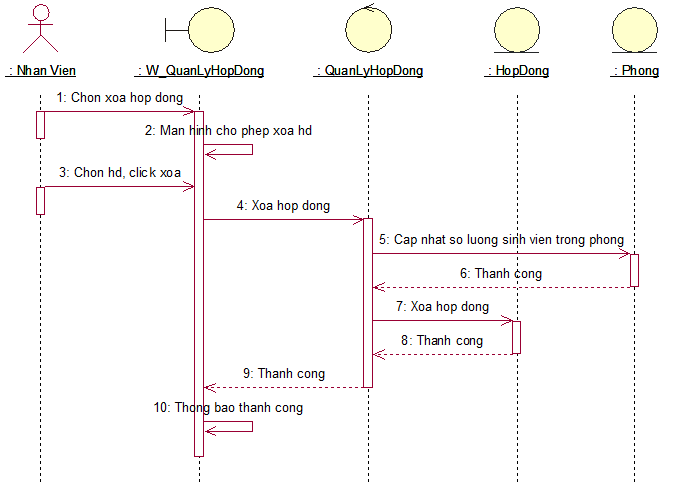 : Nhan Vien
: W_QuanLyHopDong
: QuanLyHopDong
: HopDong
: Phong
1: Chon xoa hop dong
2: Man hinh cho phep xoa hd
3: Chon hd, click xoa
4: Xoa hop dong
5: Cap nhat so luong sinh vien trong phong
6: Thanh cong
7: Xoa hop dong
8: Thanh cong
9: Thanh cong
10: Thong bao thanh cong